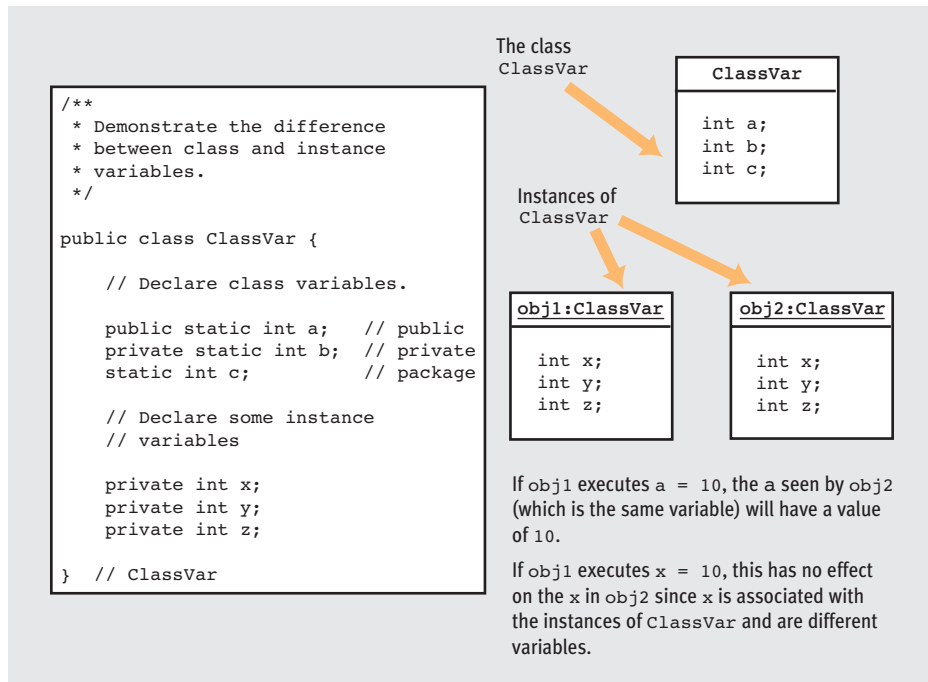 /**
 * Demonstrate the difference
 * between class and instance
 * variables.
 */
public class ClassVar {
    // Declare class variables.
    public static int a;   // public
    private static int b;  // private
    static int c;          // package
    // Declare some instance
    // variables
    private int x;
    private int y;
    private int z;
}  // ClassVar
The class
ClassVar
ClassVar
int a;
int b;
int c;
Instances of
ClassVar
obj1:ClassVar
int x;
int y;
int z;
obj2:ClassVar
int x;
int y;
int z;
If obj1 executes a = 10, the a seen by obj2
(which is the same variable) will have a value
of 10.
If obj1 executes x = 10, this has no effect
on the x in obj2 since x is associated with
the instances of ClassVar and are different
variables.